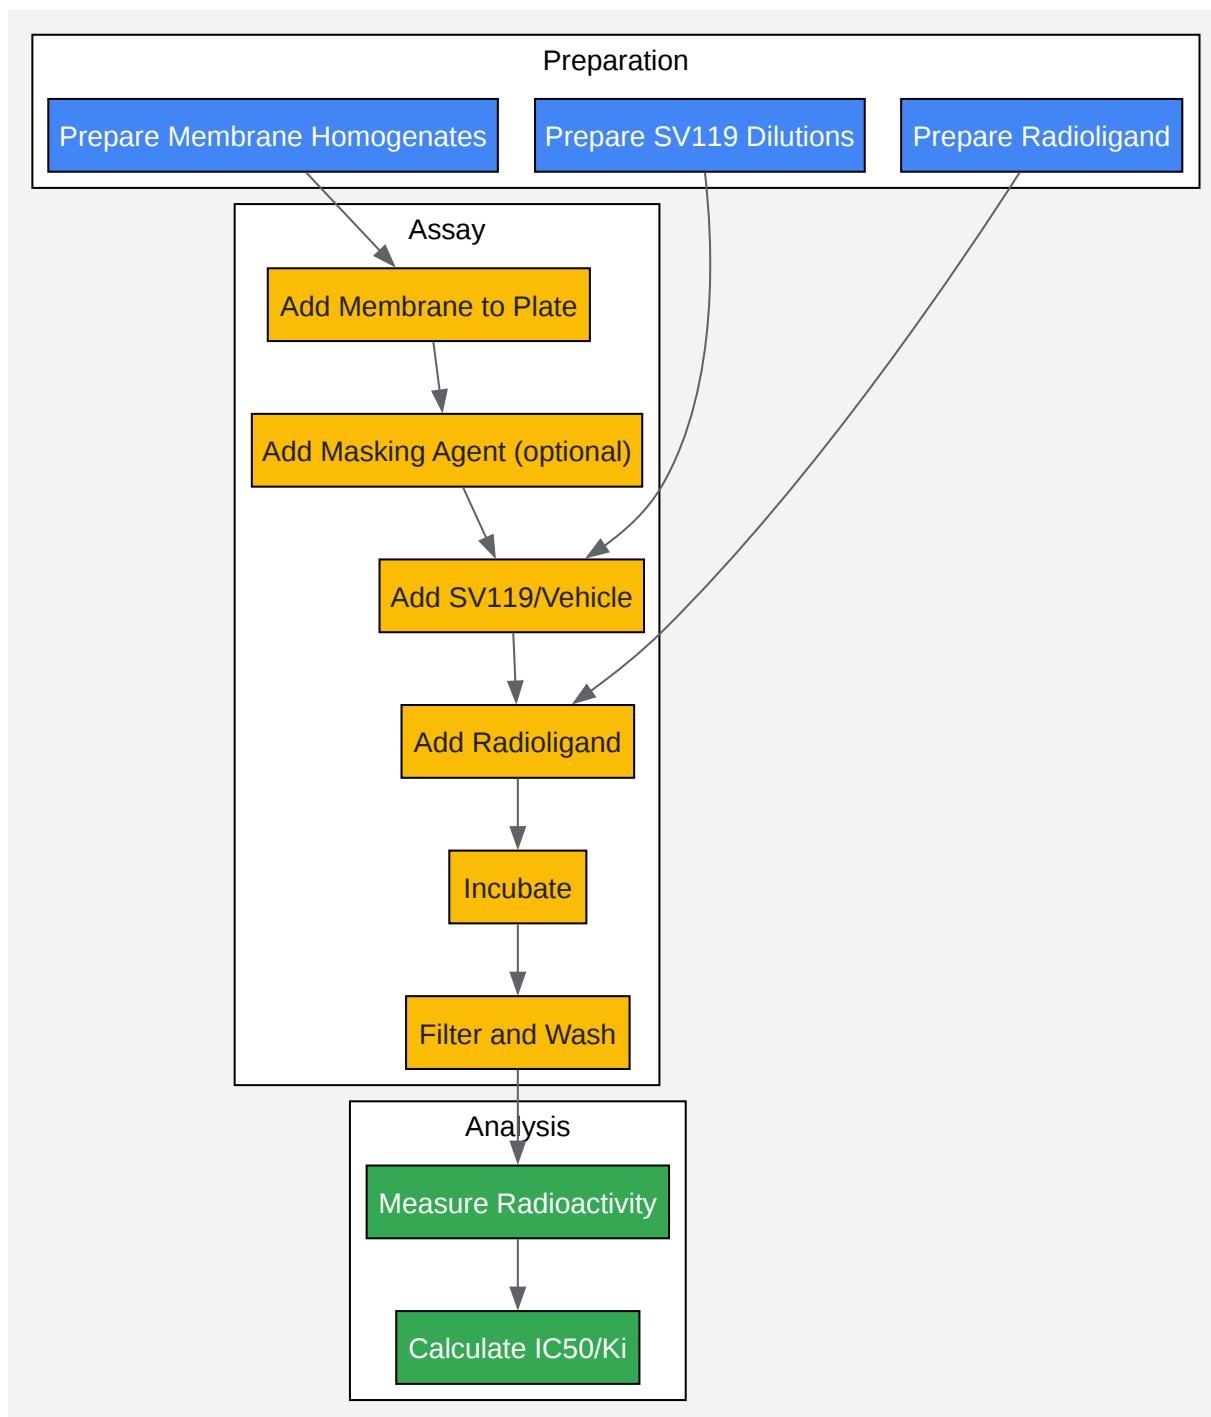 Preparation
Prepare Membrane Homogenates
Prepare SV119 Dilutions
Prepare Radioligand
Assay
Add Membrane to Plate
Add Masking Agent (optional)
Add SV119/Vehicle
Add Radioligand
Incubate
Filter and Wash
Analysis
Measure Radioactivity
Calculate IC50/Ki